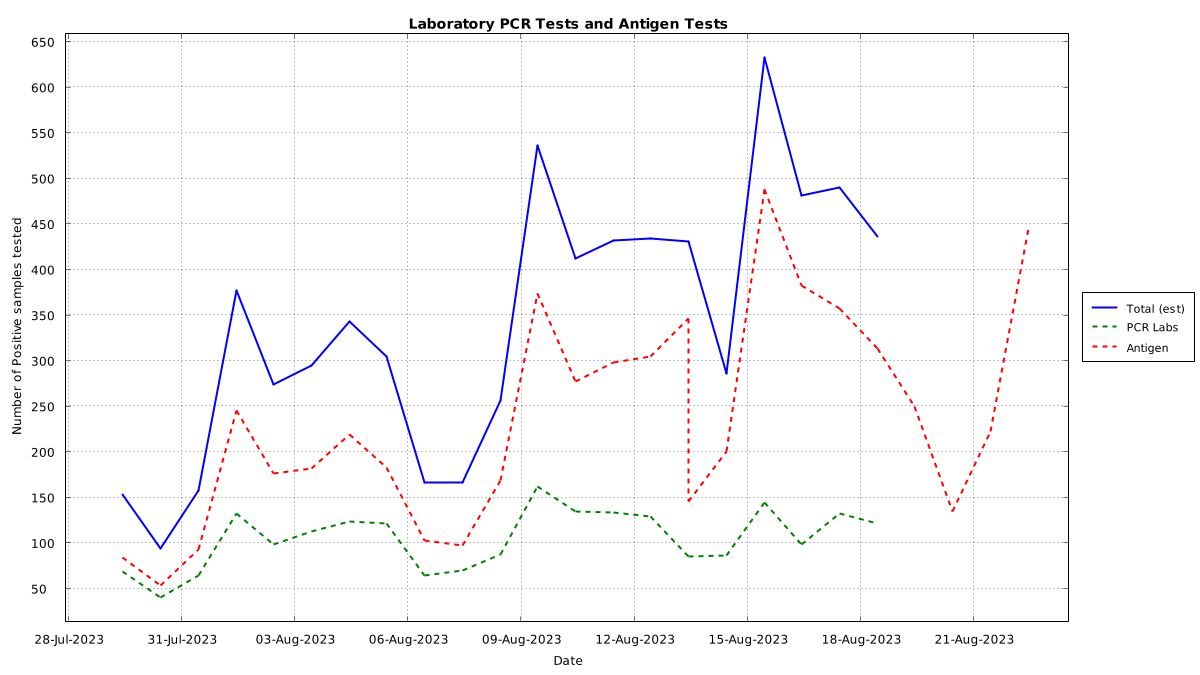 Laboratory PCR Tests and Antigen Tests
650
600
550
500
450
400
350
300
250
200
150
100
50
Number of Positive samples tested
28-Jul-2023 31-Jul-2023 03-Aug-2023 06-Aug-2023 09-Aug-2023 12-Aug-2023 15-Aug-2023 18-Aug-2023 21-Aug-2023
Date
Total (est)
PCR Labs
Antigen